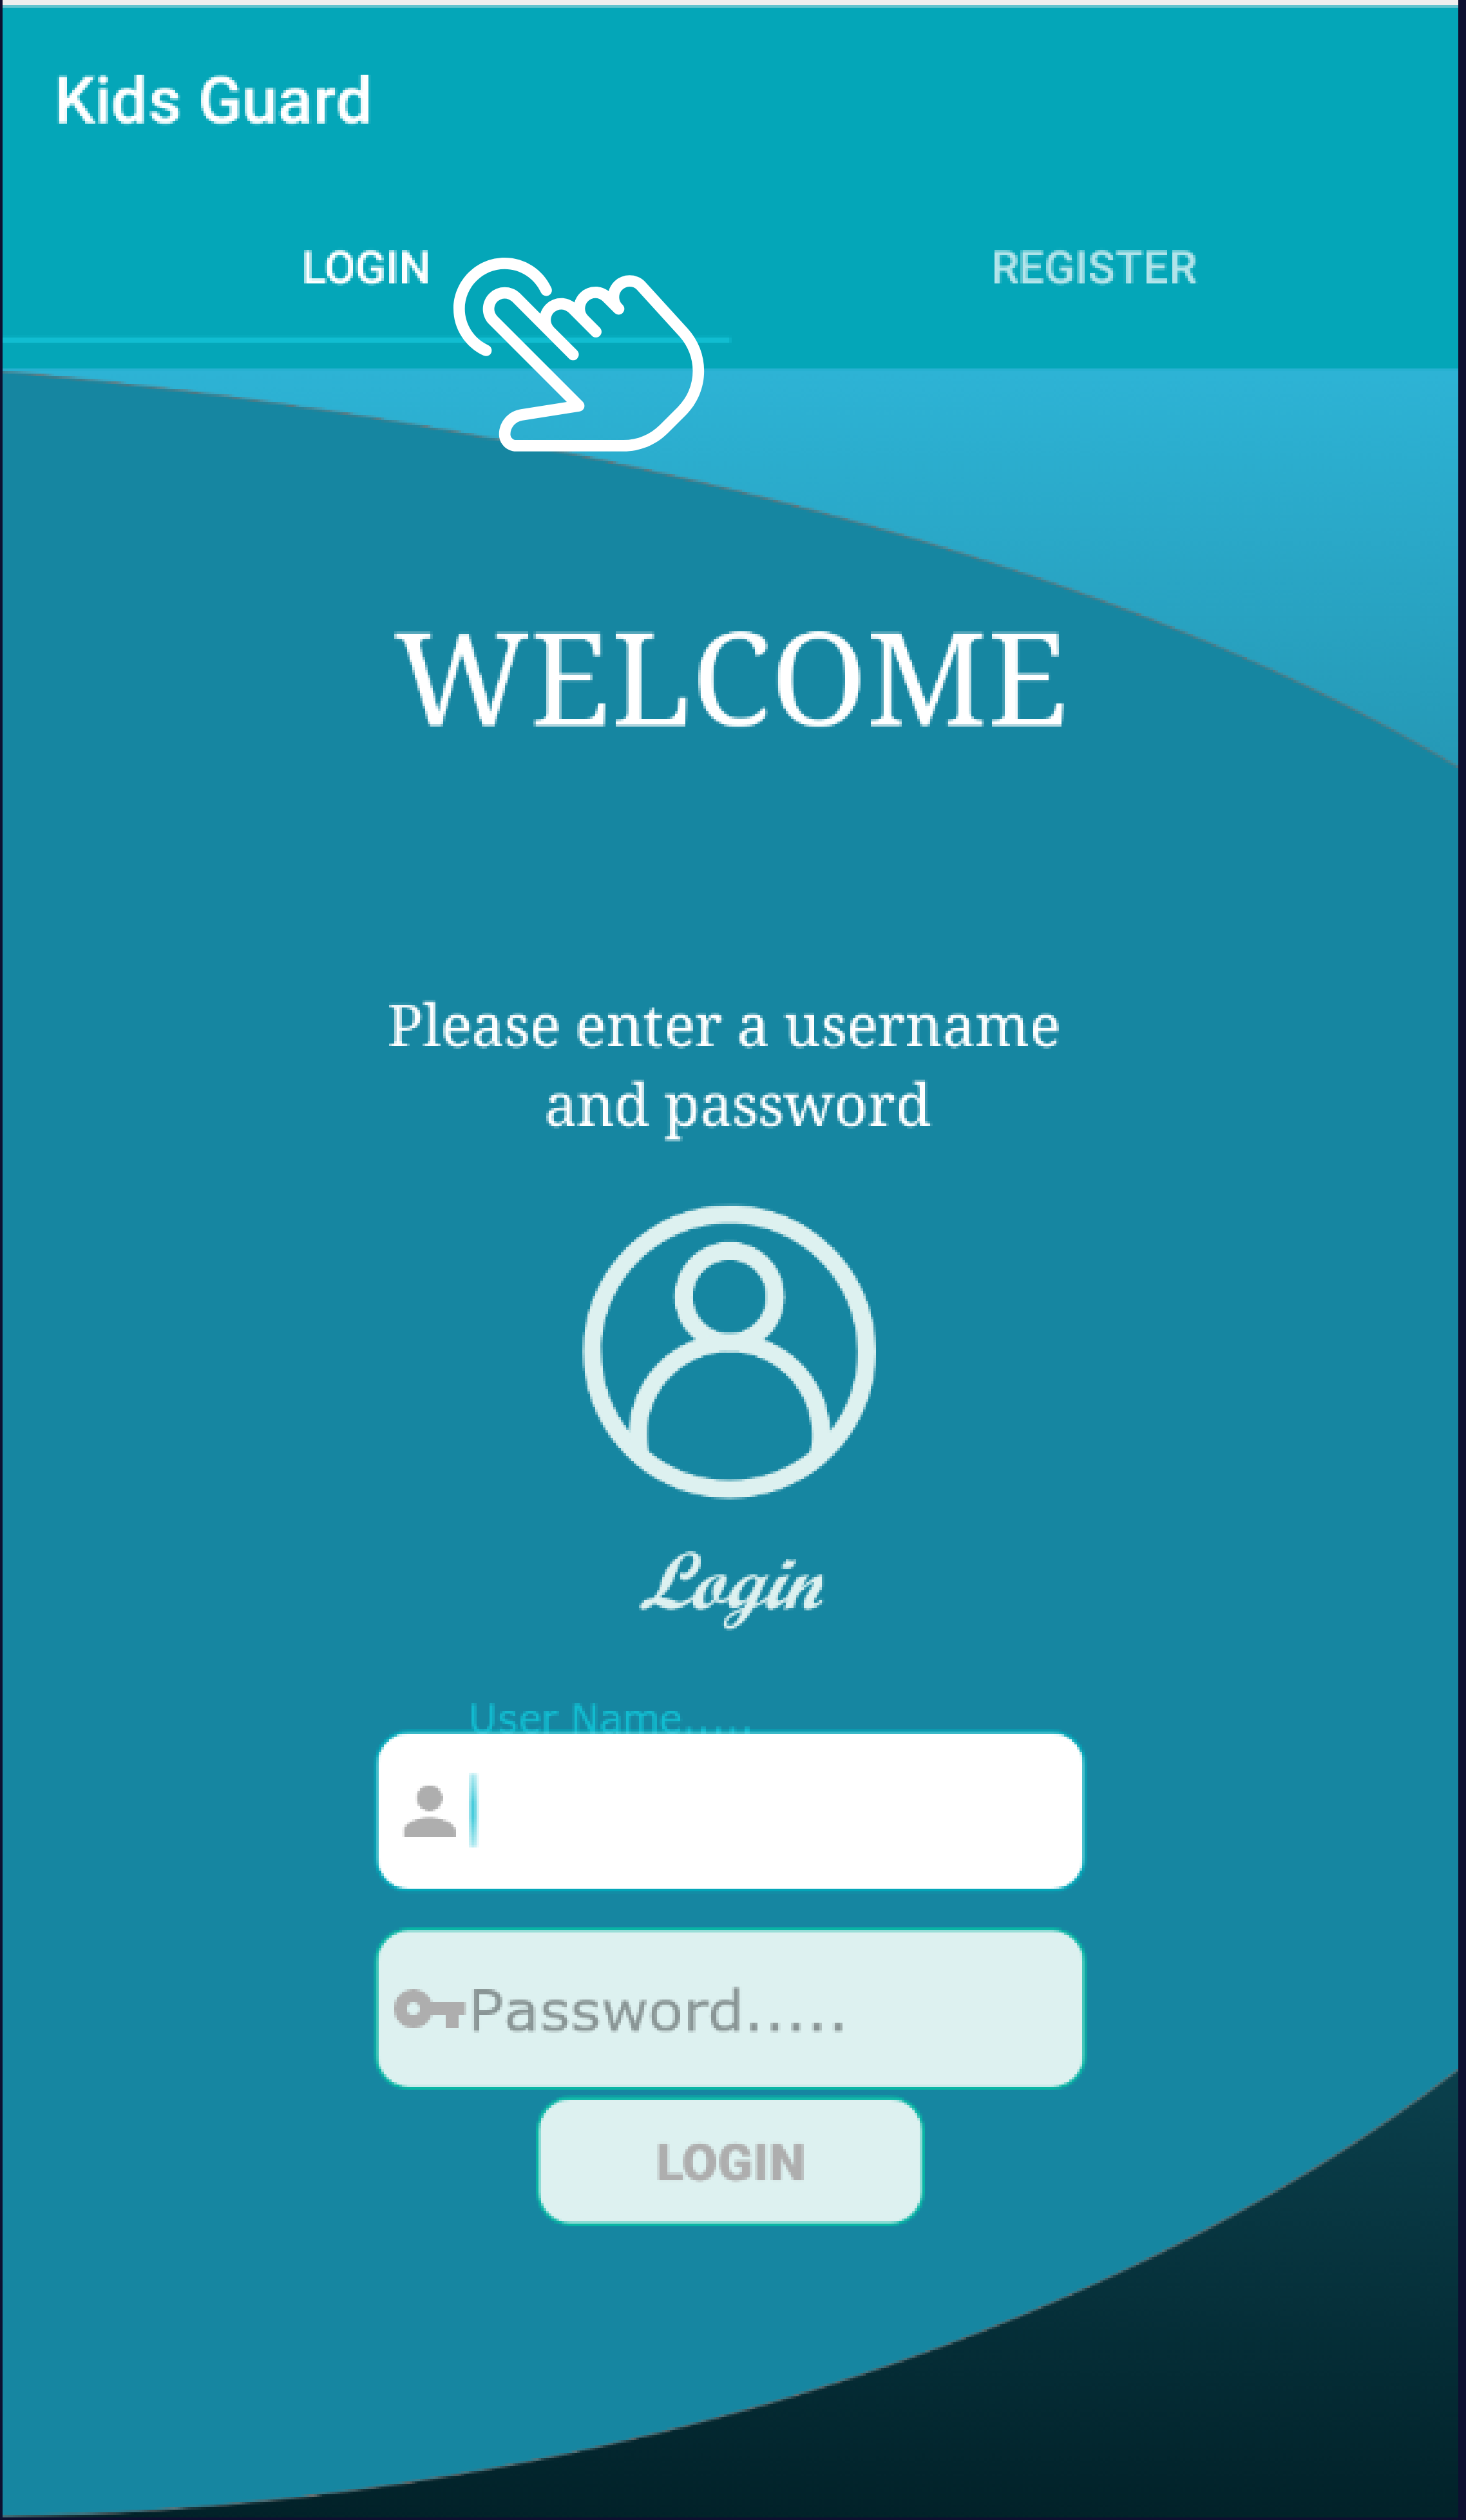 Kids Guard
LOGIN
REGISTER
WELCOME
Please enter a username
and password
Login
User Name.....
Password.....
LOGIN